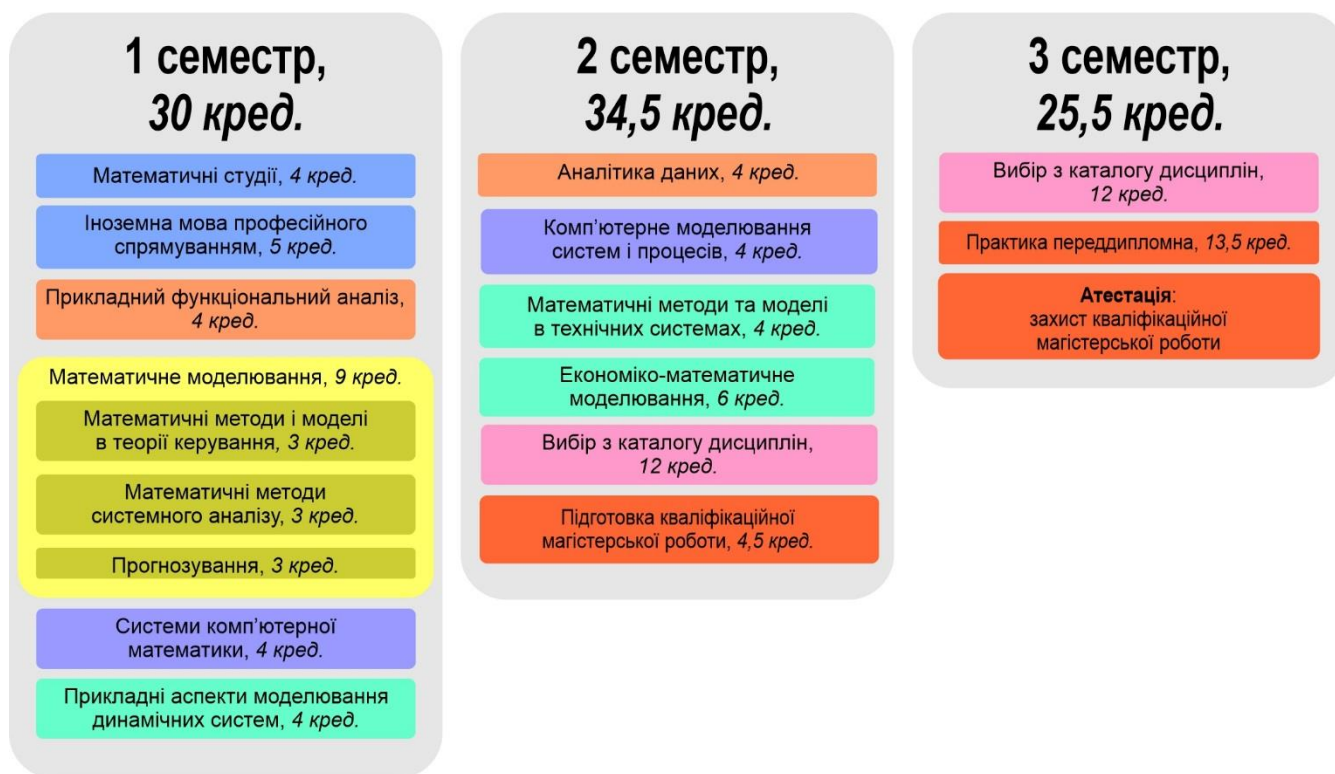 1 семестр,
30 кред.
Математичні студії, 4 кред.
Іноземна мова професійного
спрямуванням, 5 кред.
Прикладний функціональний аналіз,
4 кред.
Математичне моделювання, 9 кред.
Математичні методи і моделі
в теорії керування, 3 кред.
Математичні методи
системного аналізу, 3 кред.
Прогнозування, 3 кред.
Системи комп’ютерної
математики, 4 кред.
Прикладні аспекти моделювання
динамічних систем, 4 кред.
2 семестр,
34,5 кред.
Аналітика даних, 4 кред.
Комп’ютерне моделювання
систем і процесів, 4 кред.
Математичні методи та моделі
в технічних системах, 4 кред.
Економіко-математичне
моделювання, 6 кред.
Вибір з каталогу дисциплін,
12 кред.
Підготовка кваліфікаційної
магістерської роботи, 4,5 кред.
3 семестр,
25,5 кред.
Вибір з каталогу дисциплін,
12 кред.
Практика переддипломна, 13,5 кред.
Атестація:
захист кваліфікаційної
магістерської роботи